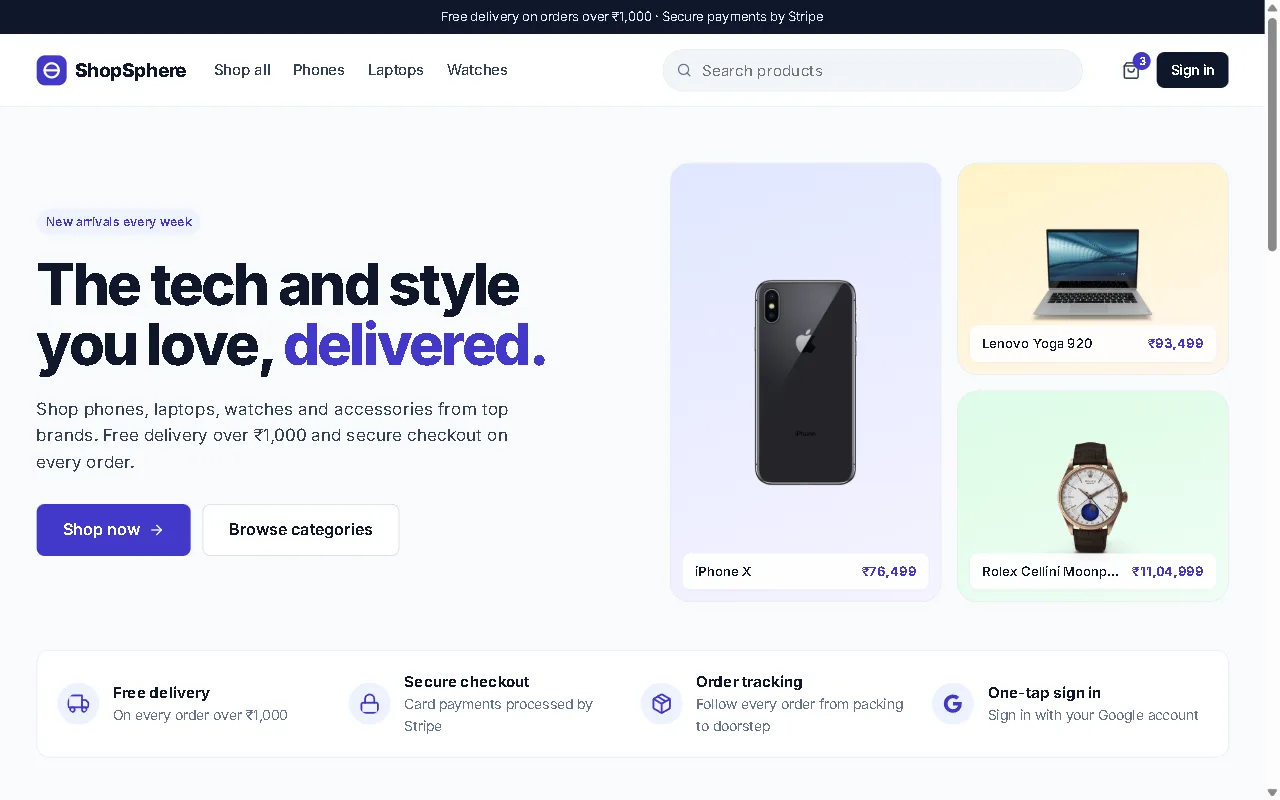 Free delivery on orders over ₹1,000 · Secure payments by Stripe
ShopSphere
Shop all
Phones
Laptops
Watches
Search products
3
Sign in
New arrivals every week
The tech and style
you love, delivered.
Shop phones, laptops, watches and accessories from top
brands. Free delivery over ₹1,000 and secure checkout on
every order.
Shop now →
Browse categories
iPhone
iPhone X
₹76,499
Lenovo Yoga 920
₹93,499
Rolex Cellini Moonp...
₹11,04,999
Free delivery
On every order over ₹1,000
Secure checkout
Card payments processed by
Stripe
Order tracking
Follow every order from packing
to doorstep
G
One-tap sign in
Sign in with your Google account